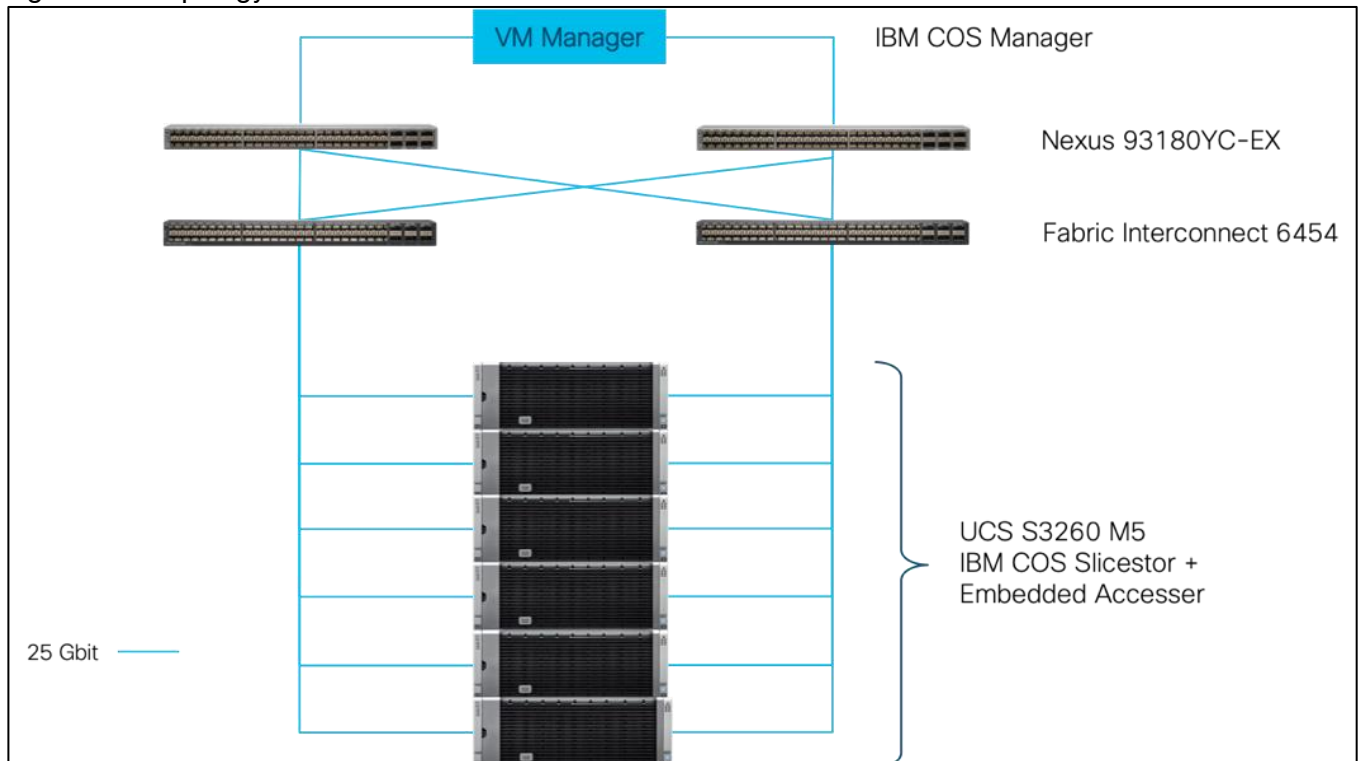 VM Manager
IBM COS Manager
Nexus 93180YC-EX
Fabric Interconnect 6454
UCS S3260 M5
IBM COS Slicestor +
Embedded Accesser
25 Gbit